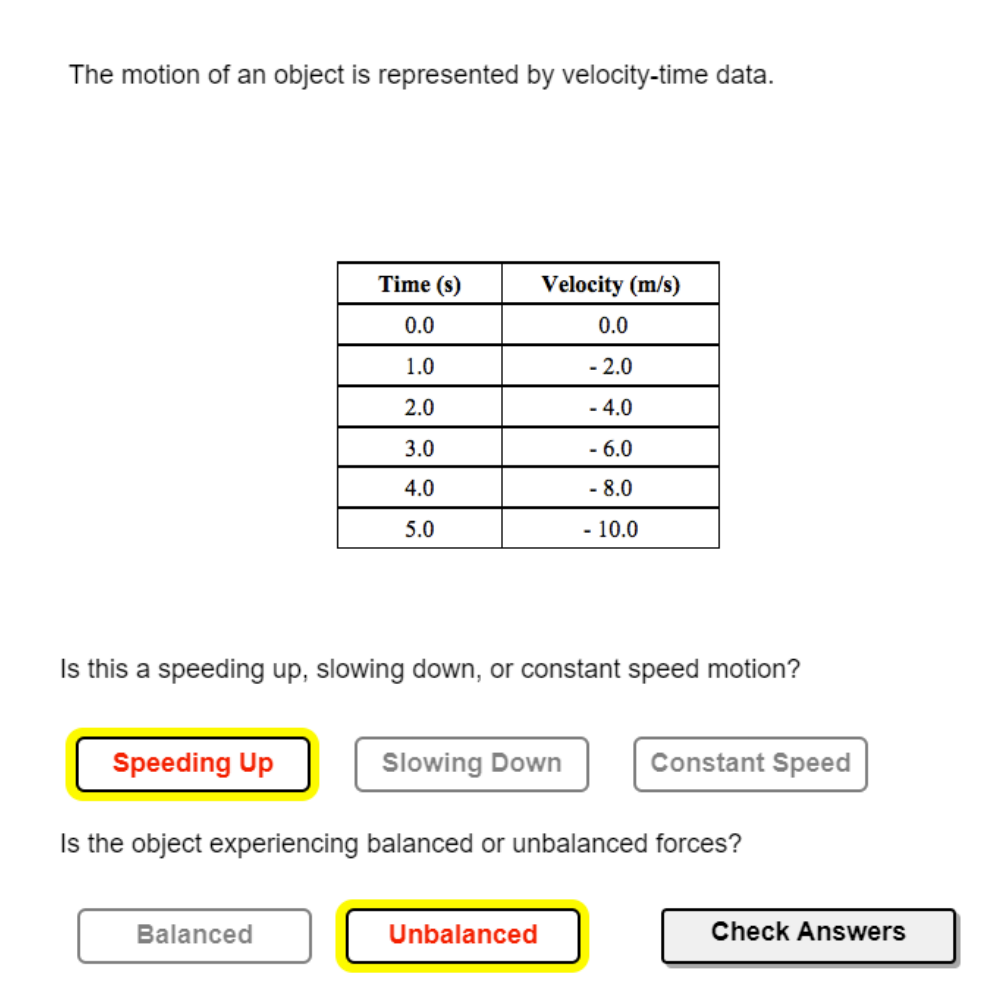 The motion of an object is represented by velocity-time data.
Time (s) Velocity (m/s)
0.0 0.0
1.0 - 2.0
2.0 - 4.0
3.0 - 6.0
4.0 - 8.0
5.0 - 10.0
Is this a speeding up, slowing down, or constant speed motion?
Speeding Up Slowing Down Constant Speed
Is the object experiencing balanced or unbalanced forces?
Balanced Unbalanced Check Answers